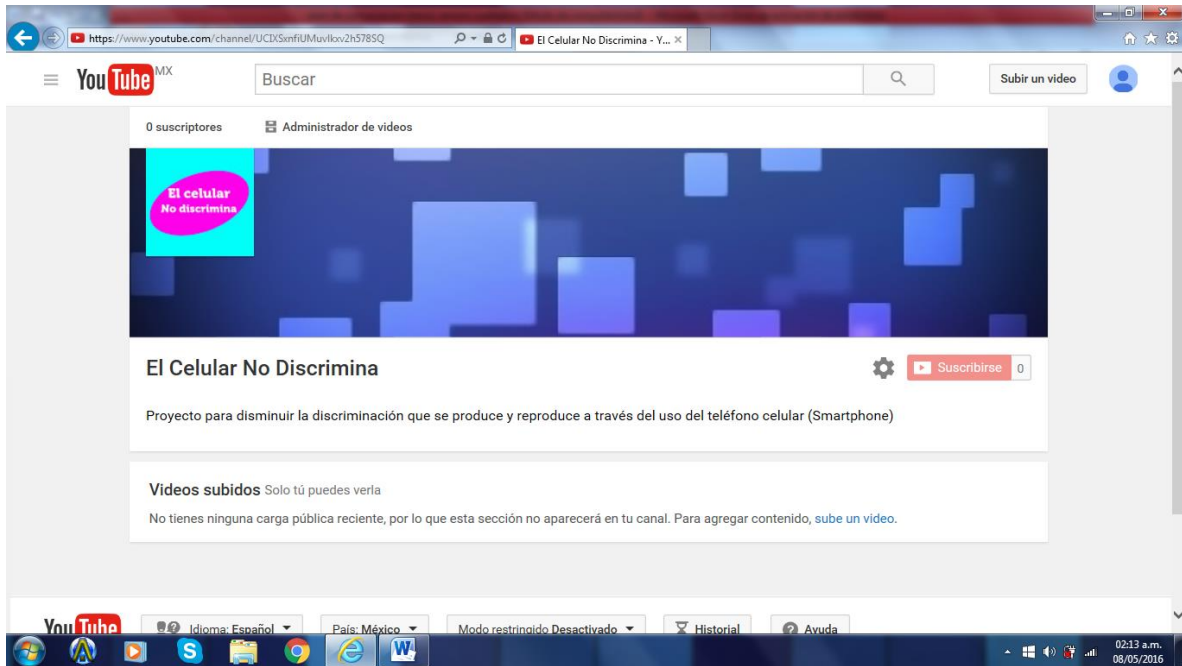 https://www.youtube.com/channel/UCIXSxnfiUMuvIkxv2h578SQ
El Celular No Discrimina - Y...
YouTube MX
Buscar
Subir un video
0 suscriptores
Administrador de videos
El celular
No discrimina
El Celular No Discrimina
Suscribirse 0
Proyecto para disminuir la discriminación que se produce y reproduce a través del uso del teléfono celular (Smartphone)
Videos subidos Solo tú puedes verla
No tienes ninguna carga pública reciente, por lo que esta sección no aparecerá en tu canal. Para agregar contenido, sube un video.
YouTube
Idioma: Español
País: México
Modo restringido Desactivado
Historial
Ayuda
02:13 a.m.
08/05/2016